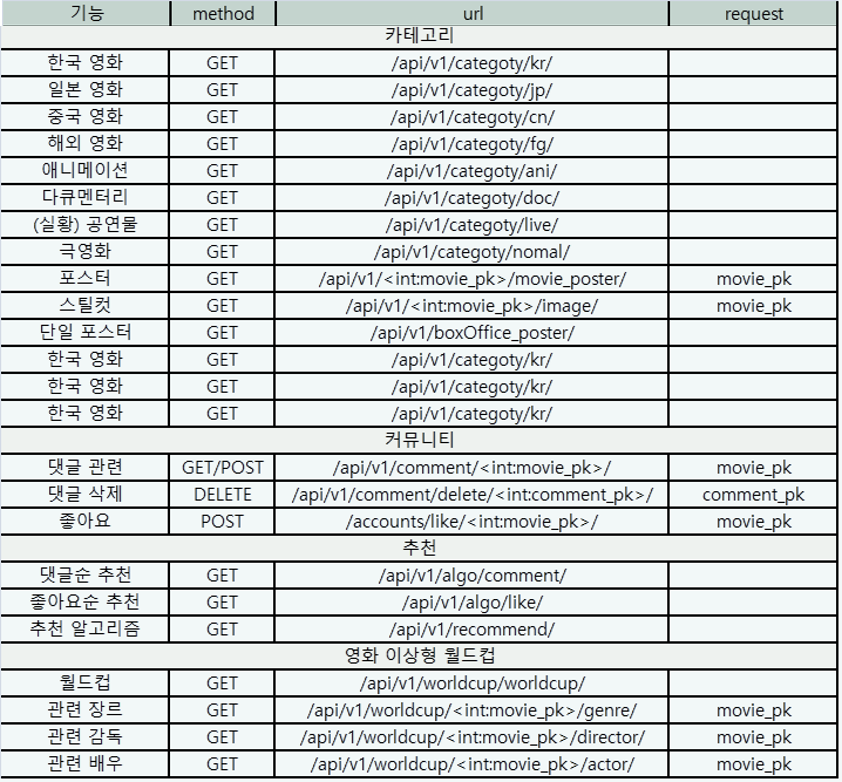 기능 method url request
카테고리
한국 영화 GET /api/v1/categoty/kr/
일본 영화 GET /api/v1/categoty/jp/
중국 영화 GET /api/v1/categoty/cn/
해외 영화 GET /api/v1/categoty/fg/
애니메이션 GET /api/v1/categoty/ani/
다큐멘터리 GET /api/v1/categoty/doc/
(실황) 공연물 GET /api/v1/categoty/live/
극영화 GET /api/v1/categoty/nomal/
포스터 GET /api/v1/<int:movie_pk>/movie_poster/ movie_pk
스틸컷 GET /api/v1/<int:movie_pk>/image/ movie_pk
단일 포스터 GET /api/v1/boxOffice_poster/
한국 영화 GET /api/v1/categoty/kr/
한국 영화 GET /api/v1/categoty/kr/
한국 영화 GET /api/v1/categoty/kr/
커뮤니티
댓글 관련 GET/POST /api/v1/comment/<int:movie_pk>/ movie_pk
댓글 삭제 DELETE /api/v1/comment/delete/<int:comment_pk>/ comment_pk
좋아요 POST /accounts/like/<int:movie_pk>/ movie_pk
추천
댓글순 추천 GET /api/v1/algo/comment/
좋아요순 추천 GET /api/v1/algo/like/
추천 알고리즘 GET /api/v1/recommend/
영화 이상형 월드컵
월드컵 GET /api/v1/worldcup/worldcup/
관련 장르 GET /api/v1/worldcup/<int:movie_pk>/genre/ movie_pk
관련 감독 GET /api/v1/worldcup/<int:movie_pk>/director/ movie_pk
관련 배우 GET /api/v1/worldcup/<int:movie_pk>/actor/ movie_pk